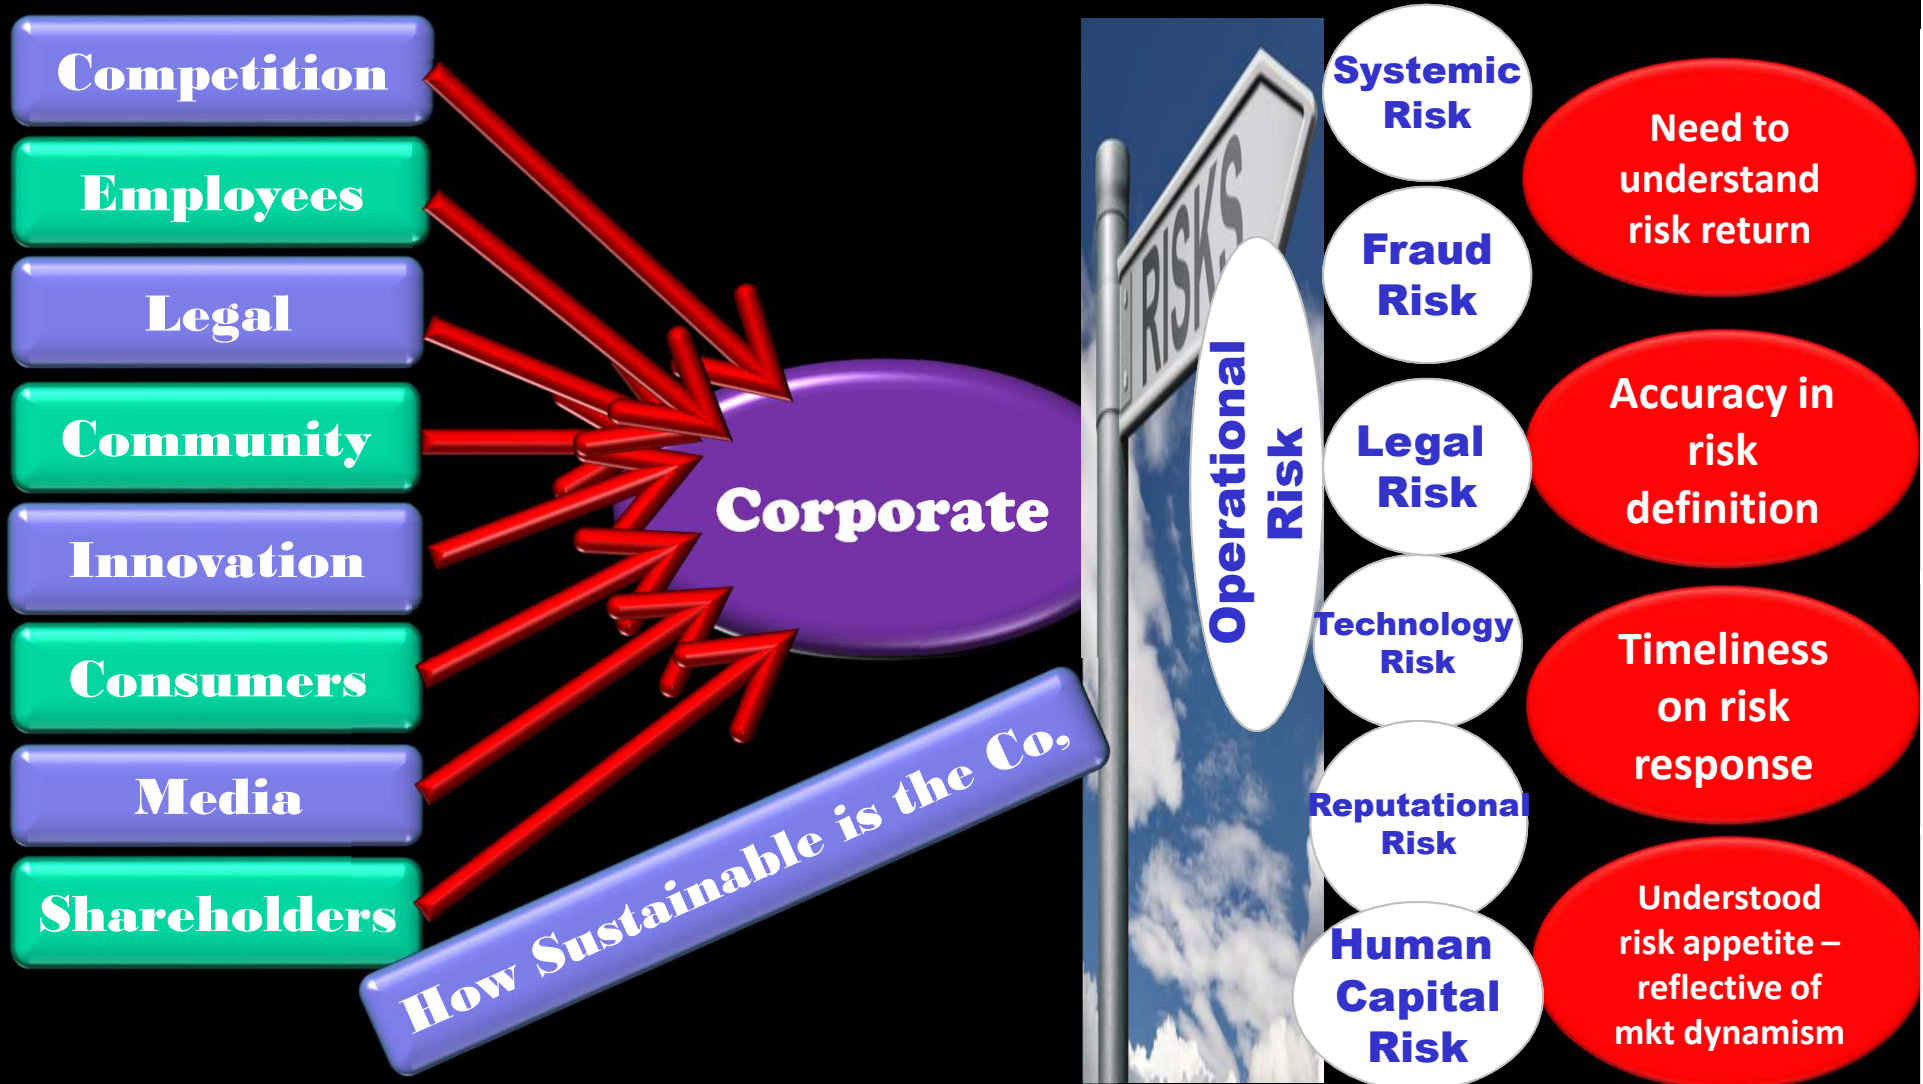 Competition
Employees
Legal
Community
Innovation
Consumers
Media
Shareholders
Corporate
How Sustainable is the Co,
RISKS
Operational
Risk
Systemic
Risk
Fraud
Risk
Legal
Risk
Technology
Risk
Reputational
Risk
Human
Capital
Risk
Need to
understand
risk return
Accuracy in
risk
definition
Timeliness
on risk
response
Understood
risk appetite –
reflective of
mkt dynamism